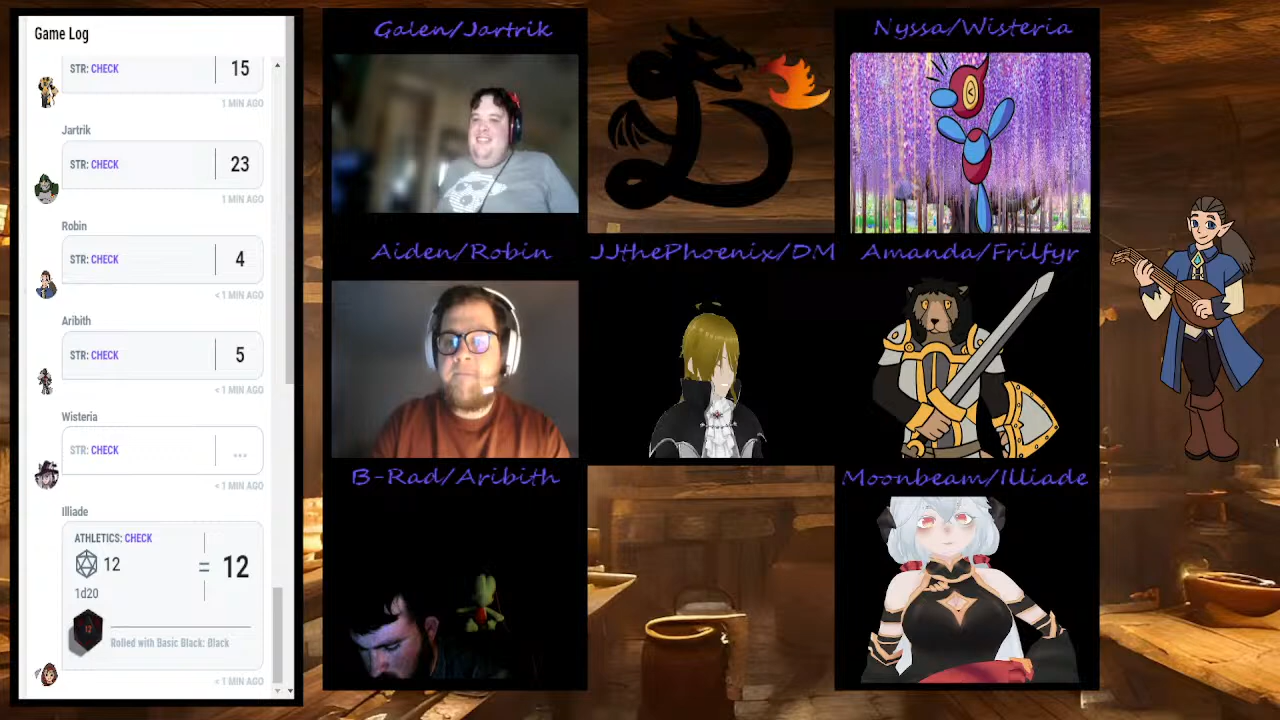 Game Log
STR: CHECK
15
1 MIN AGO
Jartrik
STR: CHECK
23
1 MIN AGO
Robin
STR: CHECK
4
< 1 MIN AGO
Aribith
STR: CHECK
5
< 1 MIN AGO
Wisteria
STR: CHECK
...
< 1 MIN AGO
Illiade
ATHLETICS: CHECK
12
= 12
1d20
12
Rolled with Basic Black: Black
< 1 MIN AGO
Galen/Jartrik
Nyssa/Wisteria
Aiden/Robin
JJthePhoenix/DM
Amanda/Frilfyr
B-Rad/Aribith
Moonbeam/Illiade